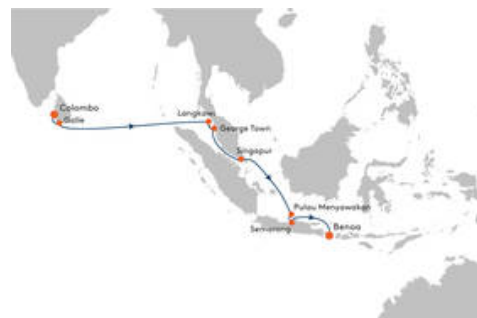 Colombo
Galle
Langkawi
George Town
Singapur
Pulau Menyawakan
Semarang
Benoa